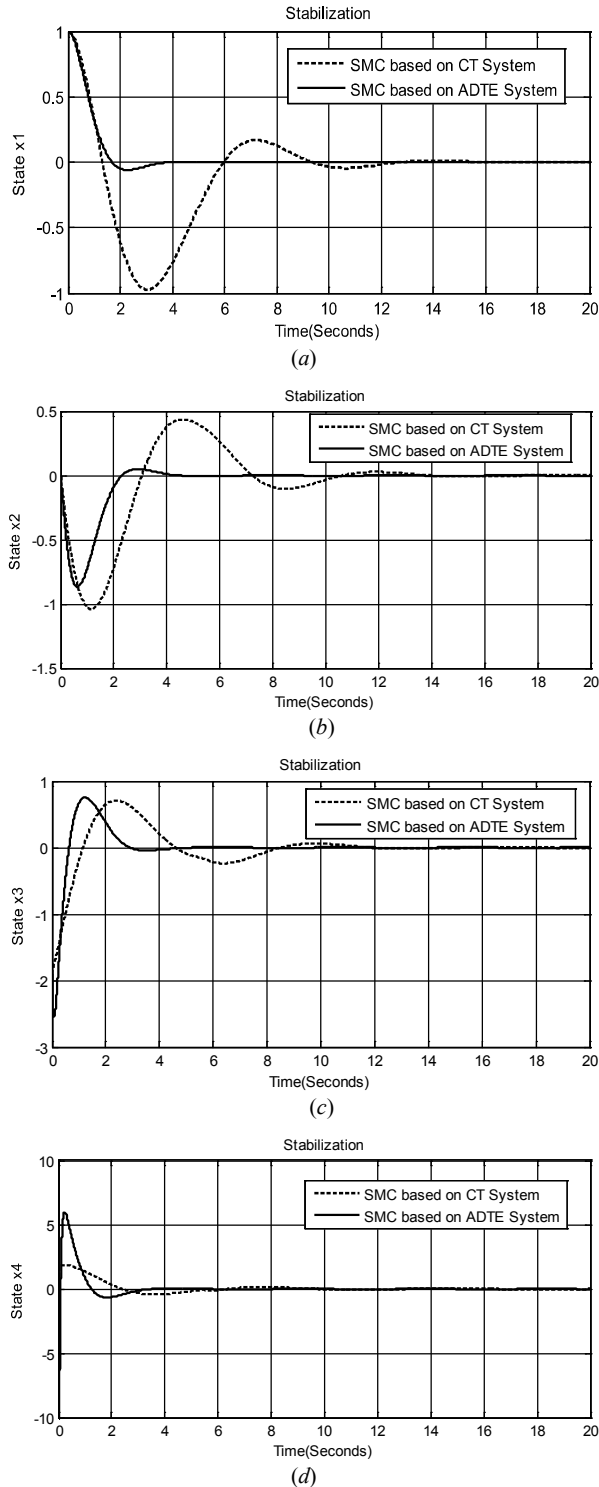 Stabilization
1
SMC based on CT System
SMC based on ADTE System
0.5
State x1
0
-0.5
-1
0 2 4 6 8 10 12 14 16 18 20
Time(Seconds)
(a)
Stabilization
0.5
SMC based on CT System
SMC based on ADTE System
0
State x2
-0.5
-1
-1.5
0 2 4 6 8 10 12 14 16 18 20
Time(Seconds)
(b)
Stabilization
1
SMC based on CT System
SMC based on ADTE System
0
State x3
-1
-2
-3
0 2 4 6 8 10 12 14 16 18 20
Time(Seconds)
(c)
Stabilization
10
SMC based on CT System
SMC based on ADTE System
5
State x4
0
-5
-10
0 2 4 6 8 10 12 14 16 18 20
Time(Seconds)
(d)